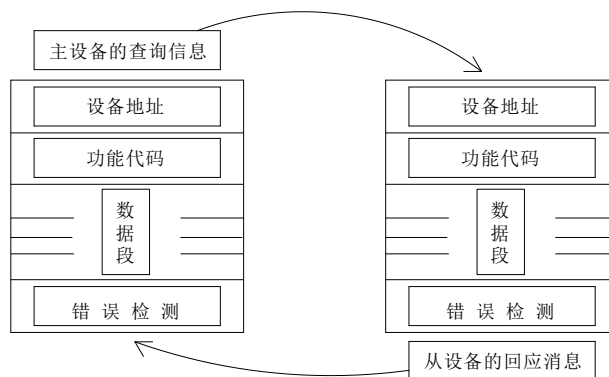 主设备的查询信息
设备地址
功能代码
数据段
错误检测
设备地址
功能代码
数据段
错误检测
从设备的回应消息